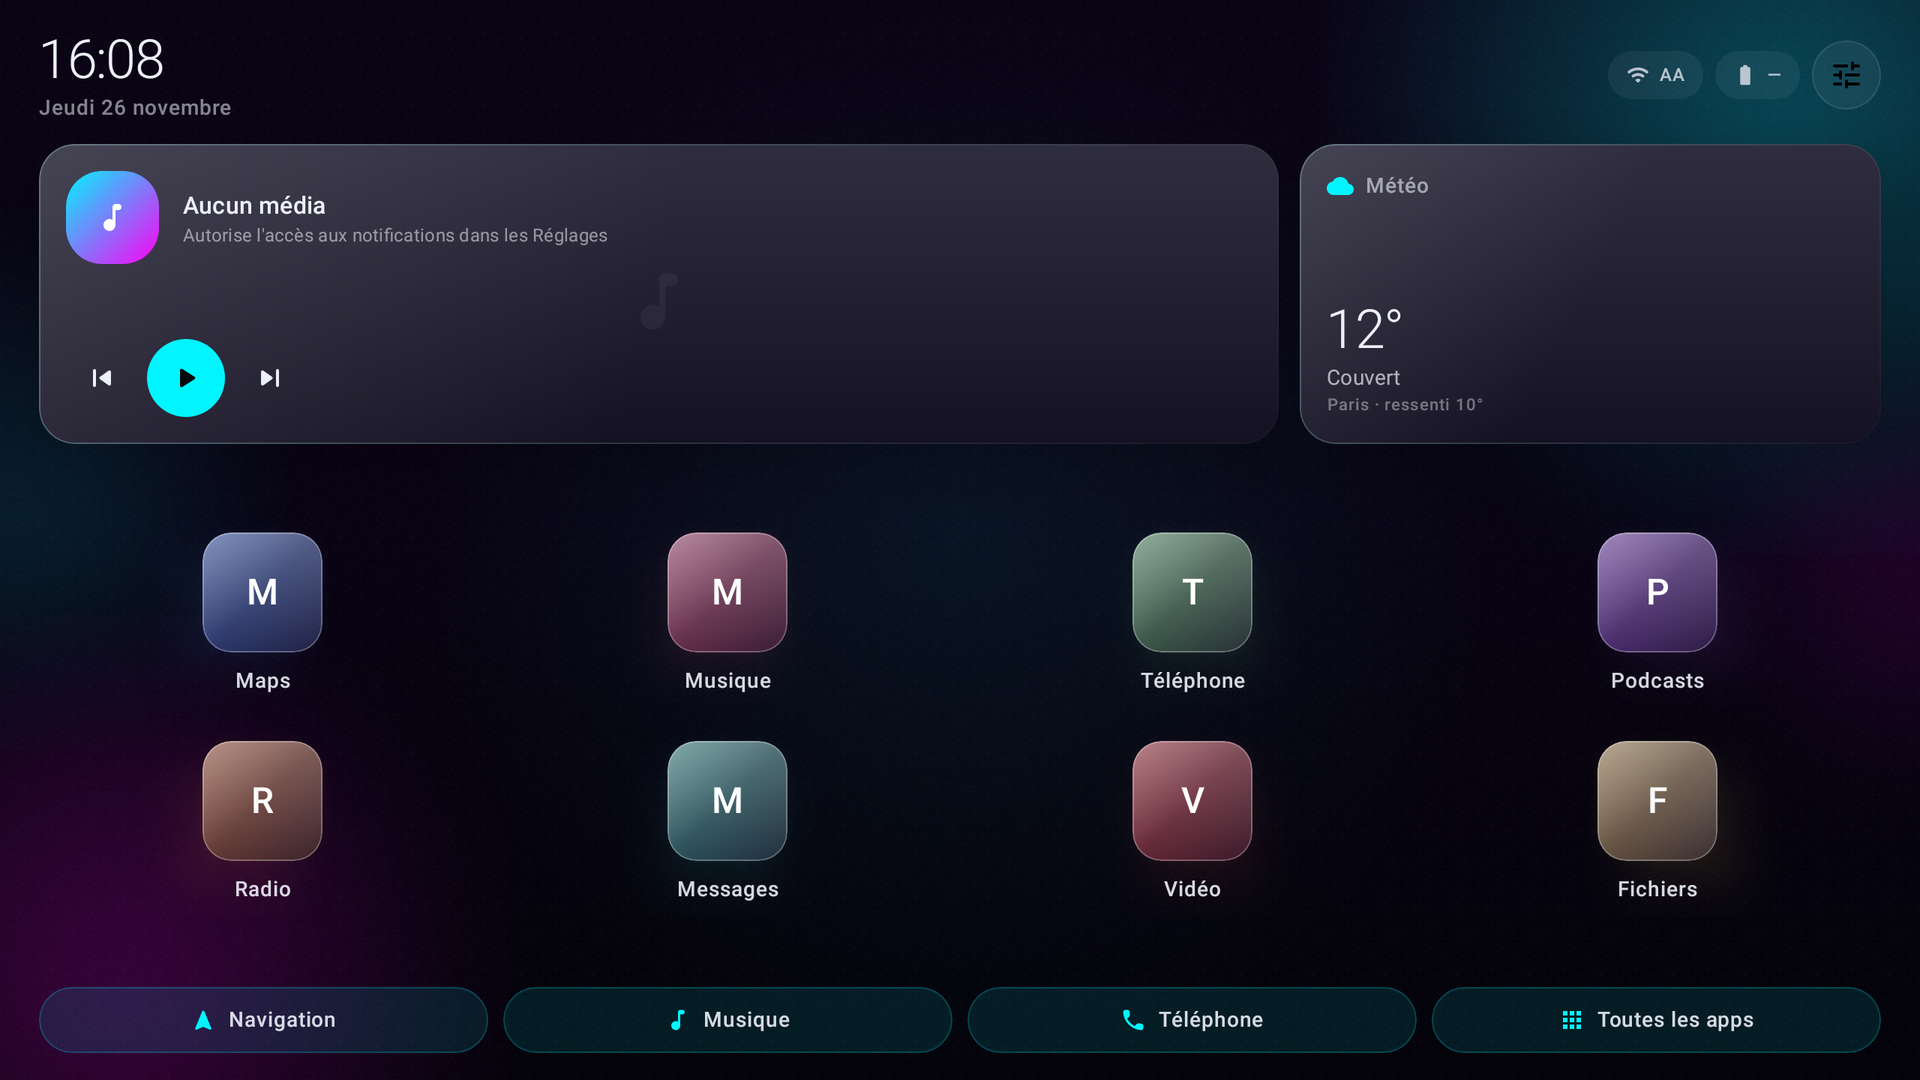 16:08
Jeudi 26 novembre
AA
–
Aucun média
Autorise l'accès aux notifications dans les Réglages
Météo
12°
Couvert
Paris · ressenti 10°
M
Maps
M
Musique
T
Téléphone
P
Podcasts
R
Radio
M
Messages
V
Vidéo
F
Fichiers
Navigation
Musique
Téléphone
Toutes les apps